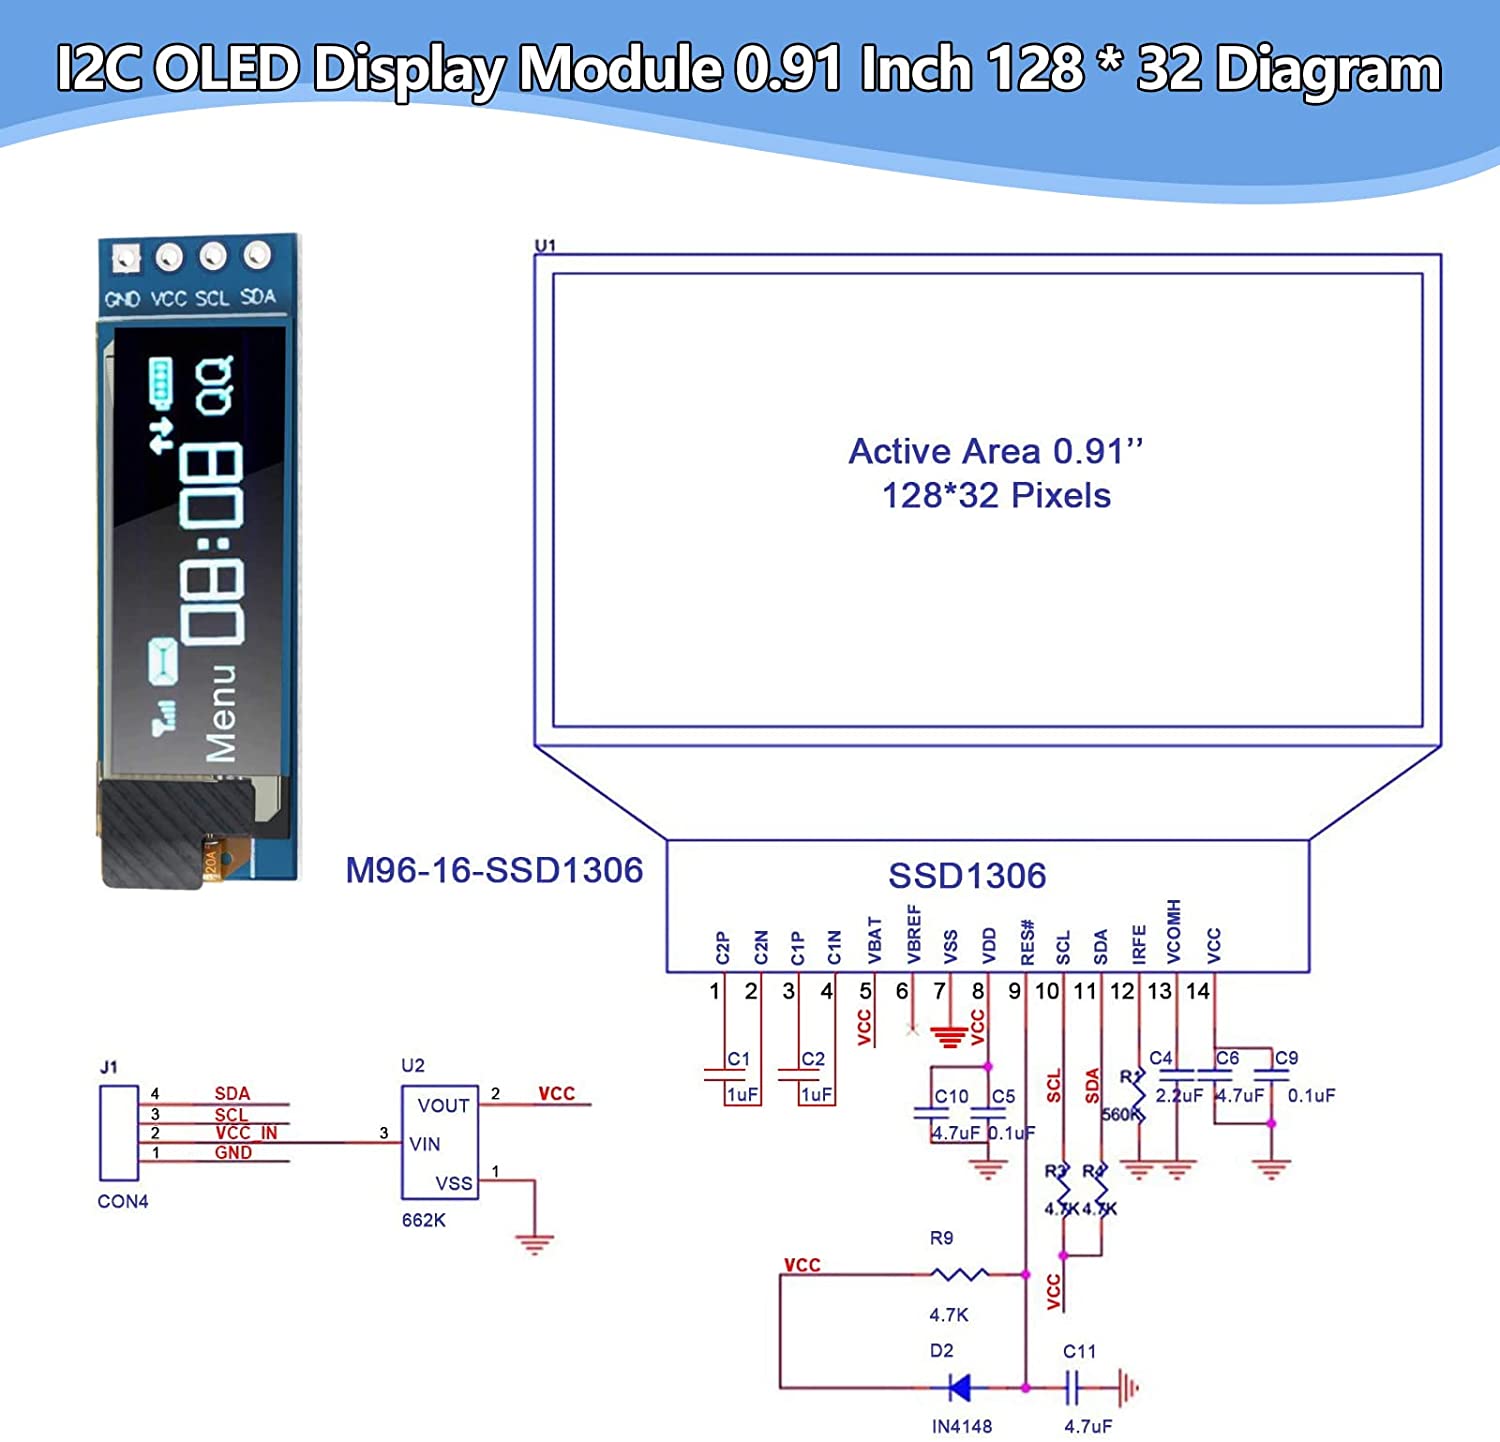 I2C OLED Display Module 0.91 Inch 128 * 32 Diagram
GND VCC SCL SDA
QQ
08:08
Menu
20A
U1
Active Area 0.91’’
128*32 Pixels
M96-16-SSD1306
SSD1306
C2P C2N C1P C1N VBAT VBREF VSS VDD RES# SCL SDA IRFE VCOMH VCC
1 2 3 4 5 6 7 8 9 10 11 12 13 14
VCC VCC
C1
1uF
C2
1uF
C10 C5
4.7uF 0.1uF
SCL SDA
R1
560K
C4 C6 C9
2.2uF 4.7uF 0.1uF
R3 R4
4.7K 4.7K
VCC
J1
4 SDA
3 SCL
2 VCC_IN
1 GND
CON4
U2
VOUT 2 VCC
3 VIN
VSS 1
662K
R9
VCC
4.7K
D2
IN4148
C11
4.7uF